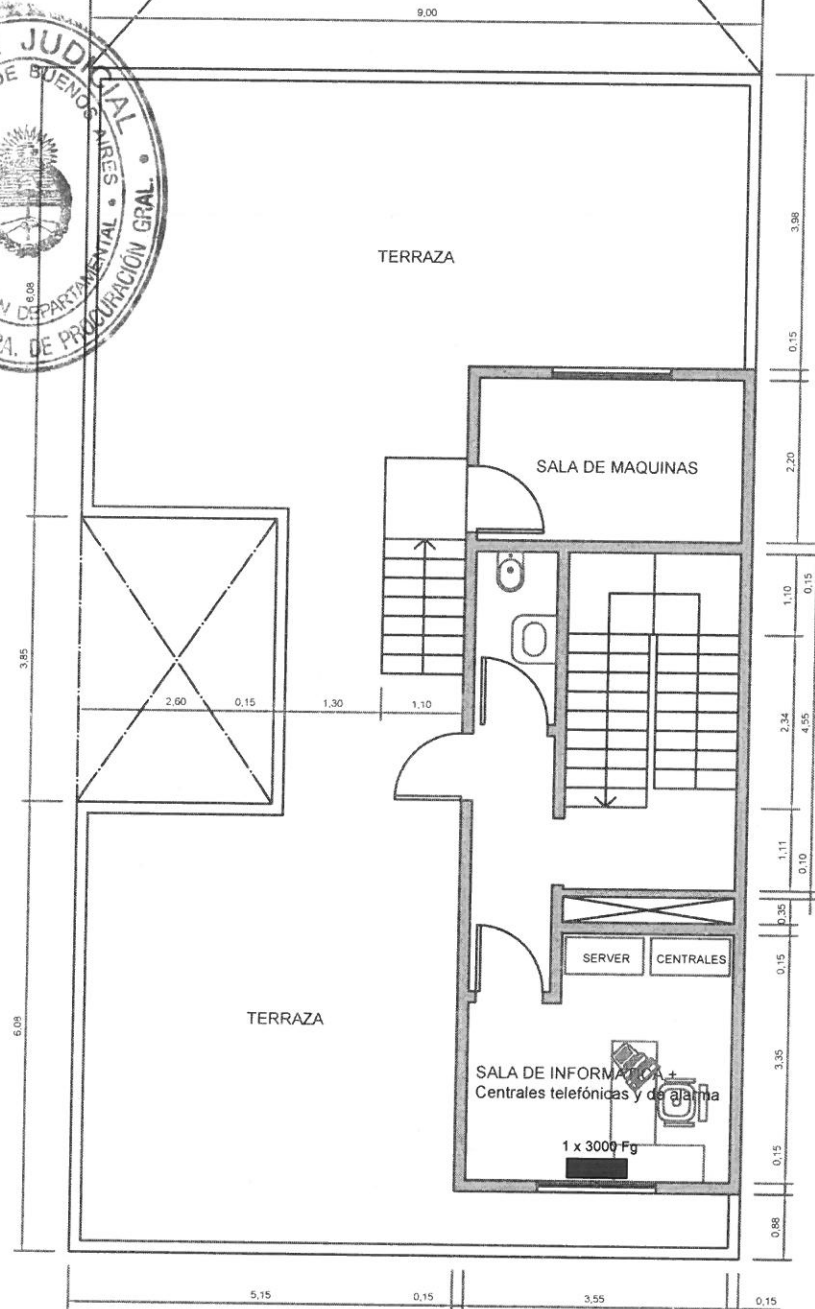 9,00
JUDICIAL
DE BUENOS AIRES
DEPARTAMENTAL
DE PROCURACIÓN GRAL.
6,08
TERRAZA
3,98
0,15
SALA DE MAQUINAS
2,20
1,10
0,15
3,85
2,60
0,15
1,30
1,10
2,34
4,55
1,11
0,10
0,35
SERVER
CENTRALES
0,15
TERRAZA
6,08
3,35
SALA DE INFORMATICA +
Centrales telefónicas y de alarma
1 x 3000 Fg
0,15
0,88
5,15
0,15
3,55
0,15